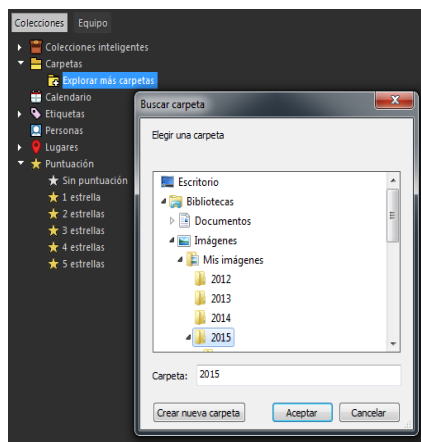 Colecciones Equipo
Colecciones inteligentes
Carpetas
Explorar más carpetas
Calendario
Etiquetas
Personas
Lugares
Puntuación
Sin puntuación
1 estrella
2 estrellas
3 estrellas
4 estrellas
5 estrellas
Buscar carpeta
Elegir una carpeta
Escritorio
Bibliotecas
Documentos
Imágenes
Mis imágenes
2012
2013
2014
2015
Carpeta: 2015
Crear nueva carpeta Aceptar Cancelar